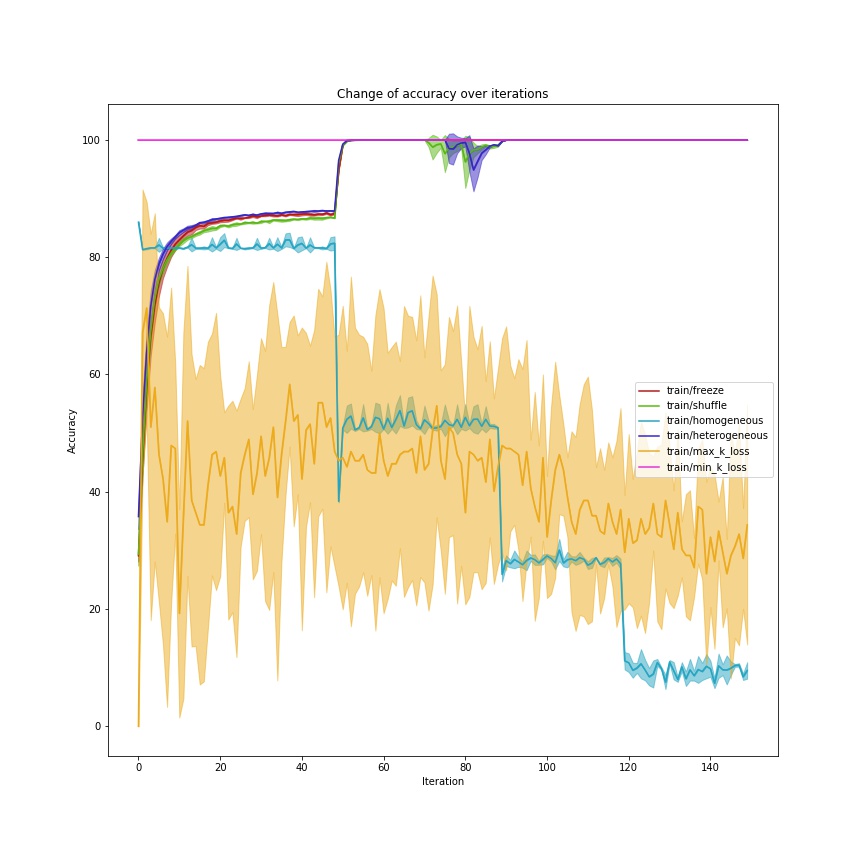 Change of accuracy over iterations
100
80
60
40
20
0
Accuracy
train/freeze
train/shuffle
train/homogeneous
train/heterogeneous
train/max_k_loss
train/min_k_loss
0 20 40 60 80 100 120 140
Iteration